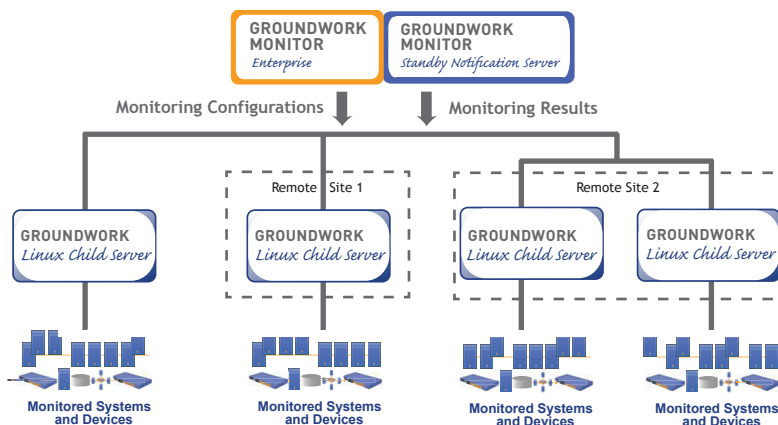 GROUNDWORK
MONITOR
Enterprise
GROUNDWORK
MONITOR
Standby Notification Server
Monitoring Configurations
Monitoring Results
Remote Site 1
Remote Site 2
GROUNDWORK
Linux Child Server
GROUNDWORK
Linux Child Server
GROUNDWORK
Linux Child Server
GROUNDWORK
Linux Child Server
Monitored Systems
and Devices
Monitored Systems
and Devices
Monitored Systems
and Devices
Monitored Systems
and Devices